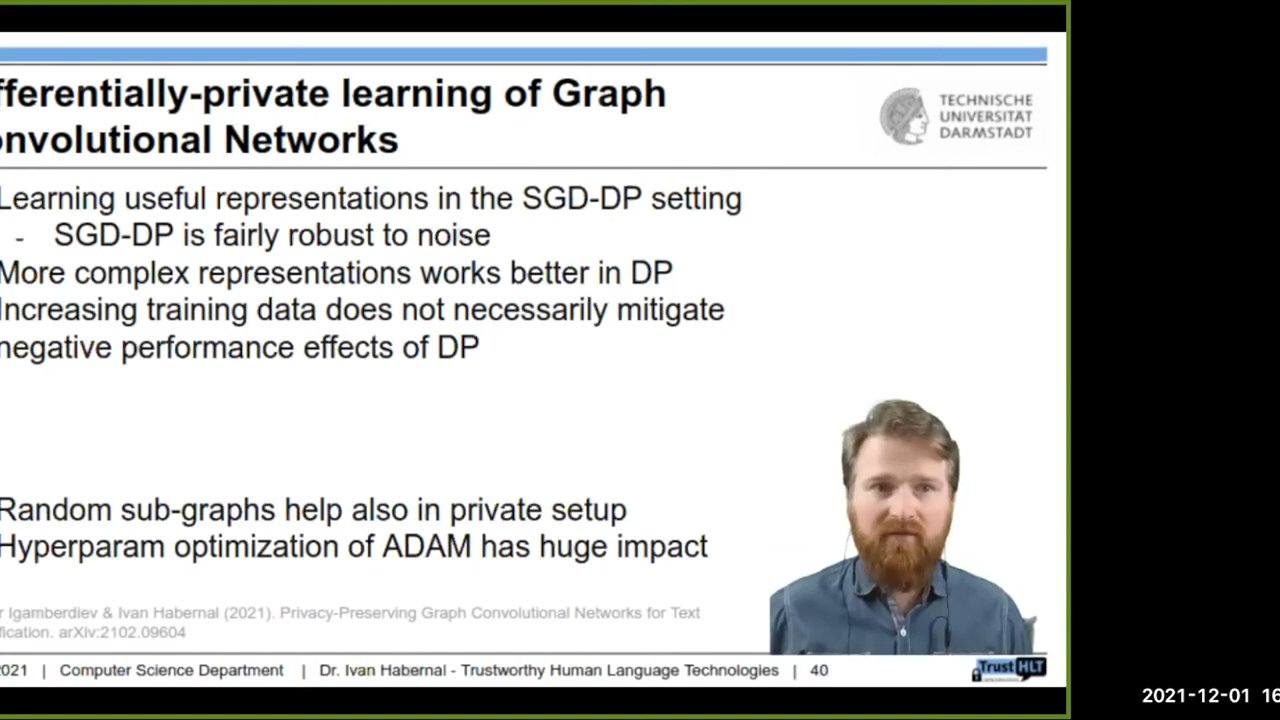 fferentially-private learning of Graph
onvolutional Networks
TECHNISCHE
UNIVERSITÄT
DARMSTADT
Learning useful representations in the SGD-DP setting
- SGD-DP is fairly robust to noise
More complex representations works better in DP
Increasing training data does not necessarily mitigate
negative performance effects of DP
Random sub-graphs help also in private setup
Hyperparam optimization of ADAM has huge impact
r Igamberdiev & Ivan Habernal (2021). Privacy-Preserving Graph Convolutional Networks for Text
fication. arXiv:2102.09604
2021 | Computer Science Department | Dr. Ivan Habernal - Trustworthy Human Language Technologies | 40
Trust HLT
2021-12-01 16